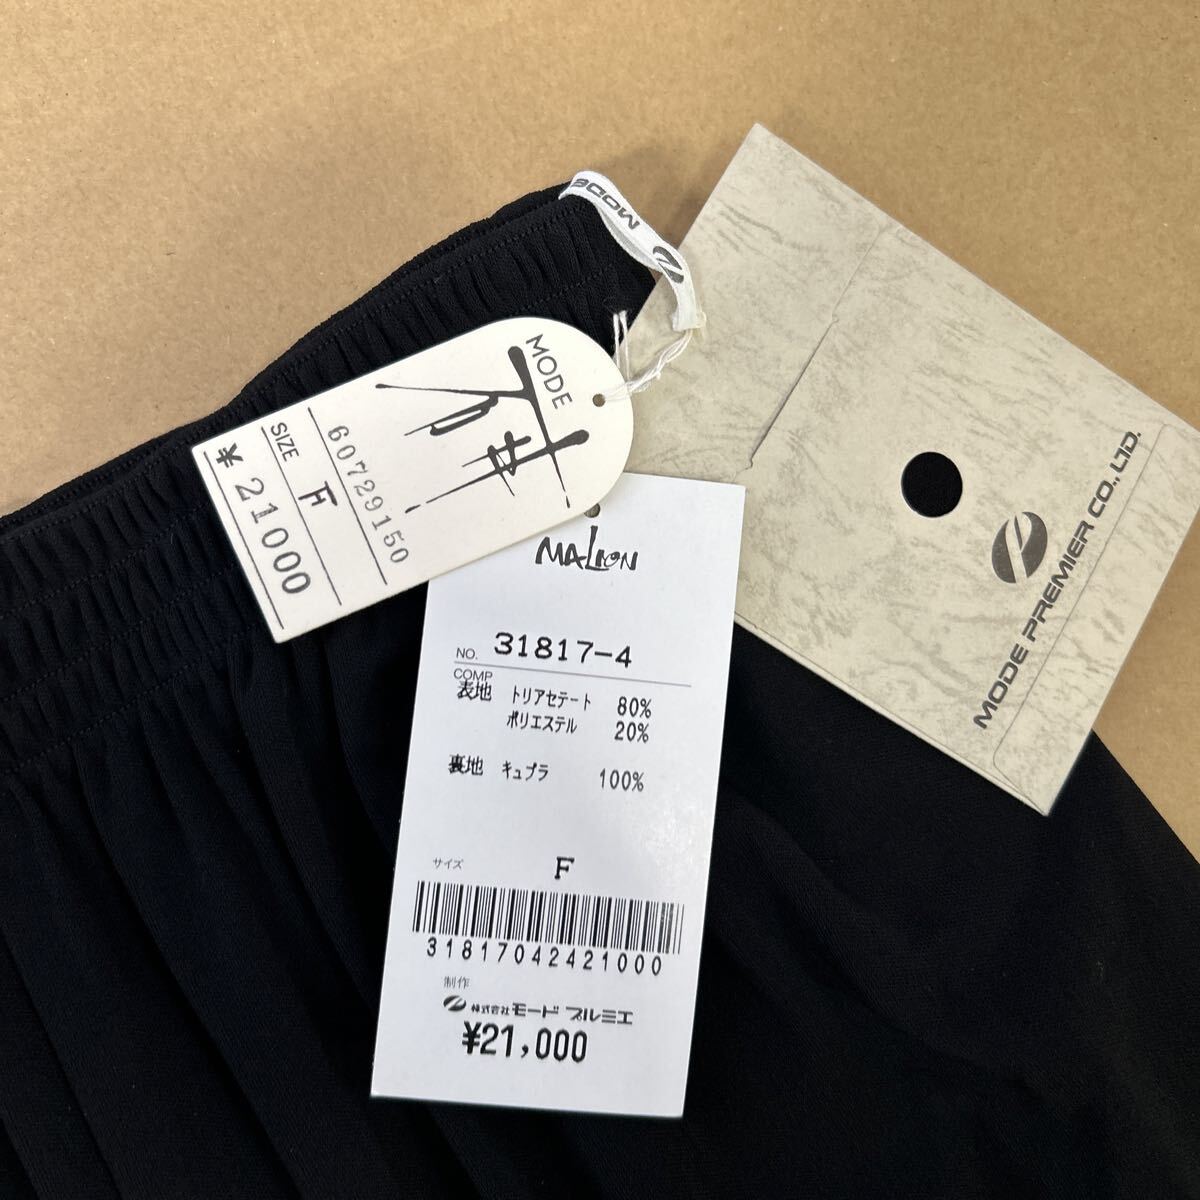 MODE
MODE
60729150
SIZE F
¥ 21000
MODE PREMIER CO., LTD.
MALION
NO. 31817-4
COMP
表地 トリアセテート 80%
ポリエステル 20%
裏地 キュプラ 100%
サイズ F
31817042421000
制作
株式会社モード プルミエ
¥21,000